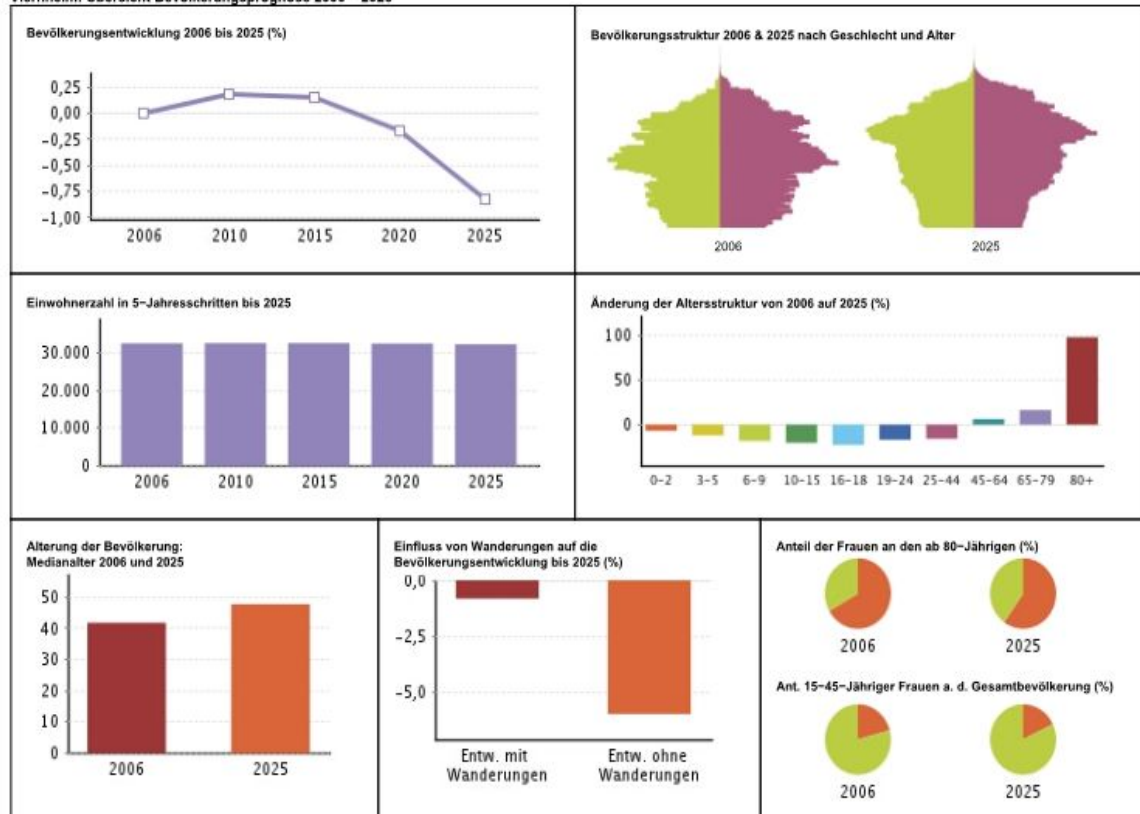 Viernheim: Übersicht Bevölkerungsprognose 2006 - 2025
Bevölkerungsentwicklung 2006 bis 2025 (%)
0,25
0,00
−0,25
−0,50
−0,75
−1,00
2006 2010 2015 2020 2025
Bevölkerungsstruktur 2006 & 2025 nach Geschlecht und Alter
2006 2025
Einwohnerzahl in 5−Jahresschritten bis 2025
30.000
20.000
10.000
0
2006 2010 2015 2020 2025
Änderung der Altersstruktur von 2006 auf 2025 (%)
100
50
0
0−2 3−5 6−9 10−15 16−18 19−24 25−44 45−64 65−79 80+
Alterung der Bevölkerung:
Medianalter 2006 und 2025
50
40
30
20
10
0
2006 2025
Einfluss von Wanderungen auf die
Bevölkerungsentwicklung bis 2025 (%)
0,0
−2,5
−5,0
Entw. mit Entw. ohne
Wanderungen Wanderungen
Anteil der Frauen an den ab 80−Jährigen (%)
2006 2025
Ant. 15−45−Jähriger Frauen a. d. Gesamtbevölkerung (%)
2006 2025